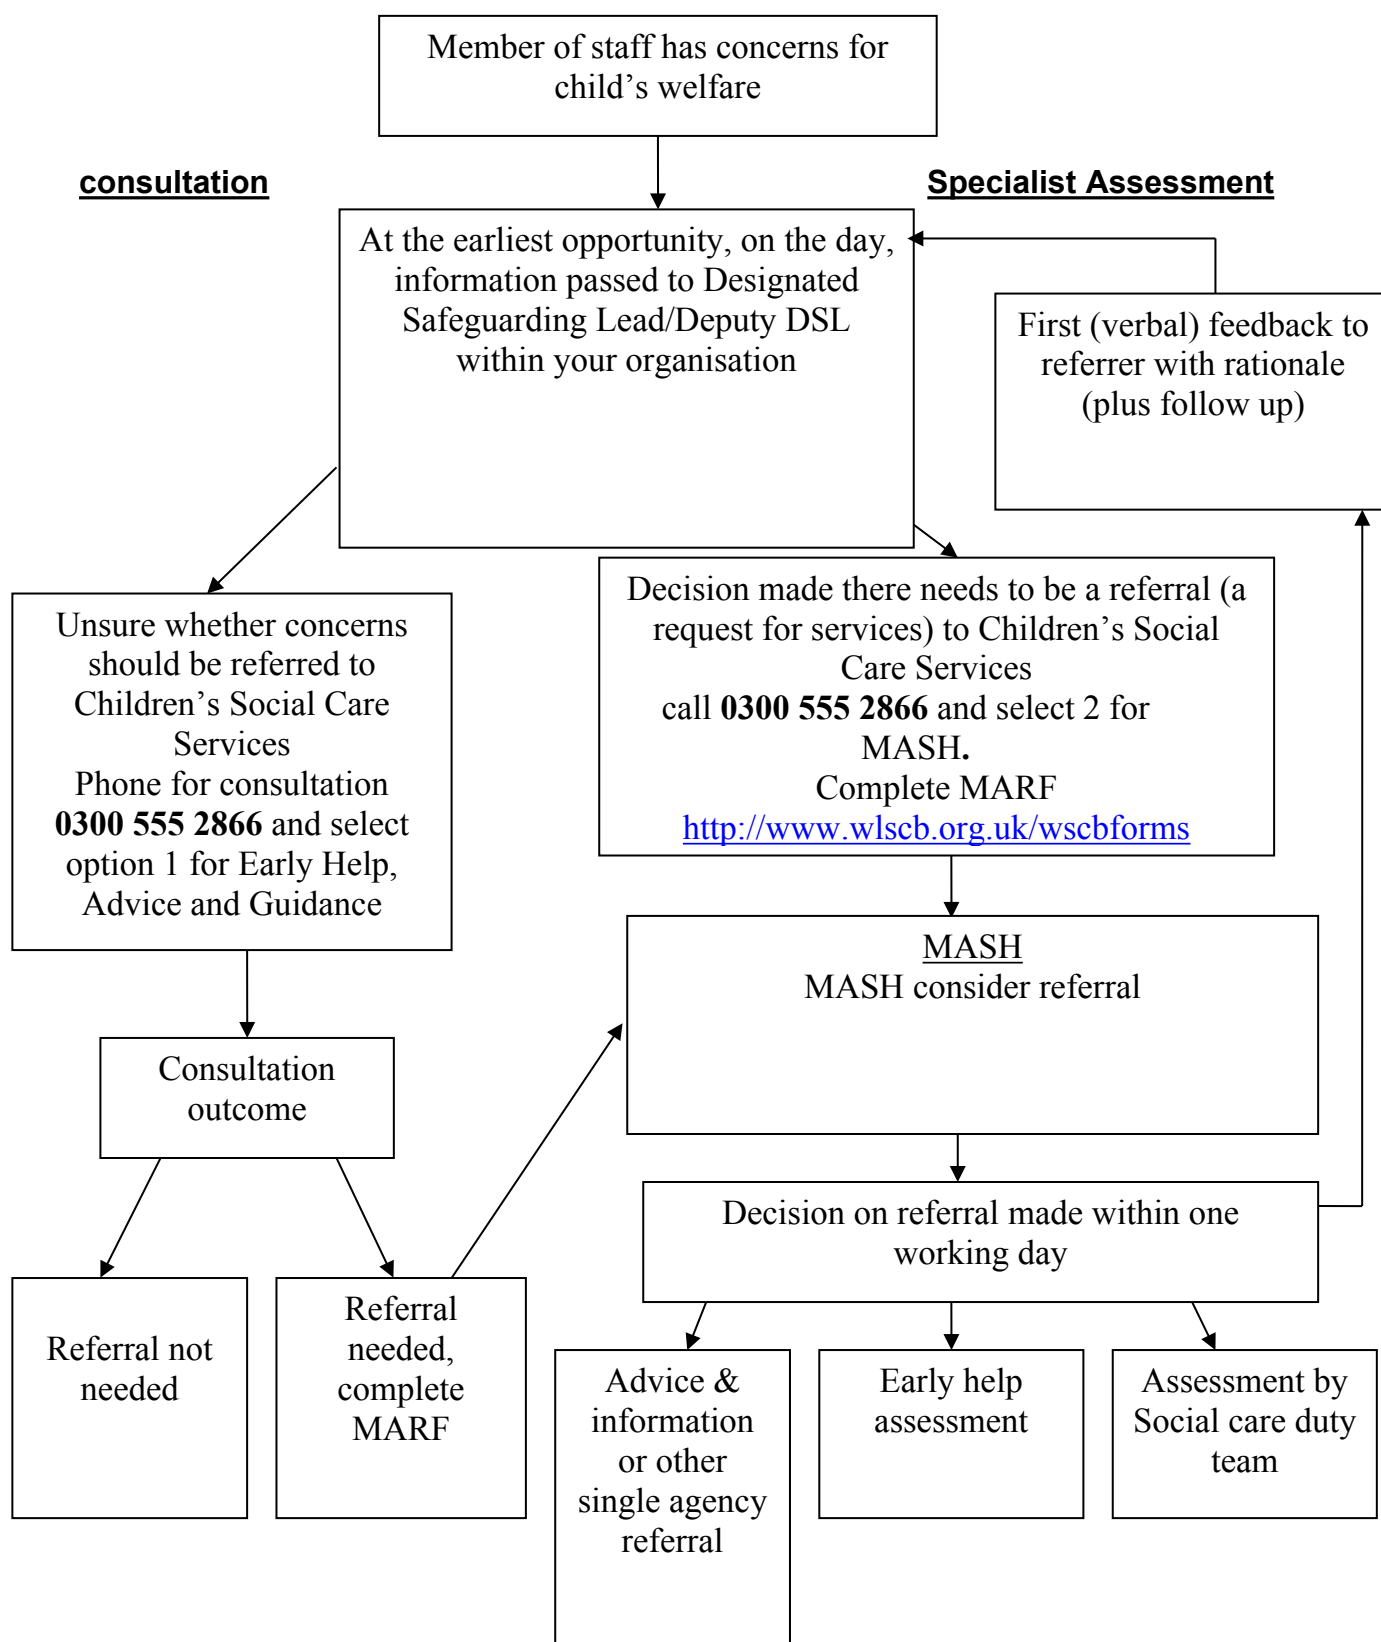 Member of staff has concerns for
child’s welfare
consultation
Specialist Assessment
At the earliest opportunity, on the day,
information passed to Designated
Safeguarding Lead/Deputy DSL
within your organisation
First (verbal) feedback to
referrer with rationale
(plus follow up)
Unsure whether concerns
should be referred to
Children’s Social Care
Services
Phone for consultation
0300 555 2866 and select
option 1 for Early Help,
Advice and Guidance
Decision made there needs to be a referral (a
request for services) to Children’s Social
Care Services
call 0300 555 2866 and select 2 for
MASH.
Complete MARF
http://www.wlscb.org.uk/wscbforms
MASH
MASH consider referral
Consultation
outcome
Decision on referral made within one
working day
Referral not
needed
Referral
needed,
complete
MARF
Advice &
information
or other
single agency
referral
Early help
assessment
Assessment by
Social care duty
team